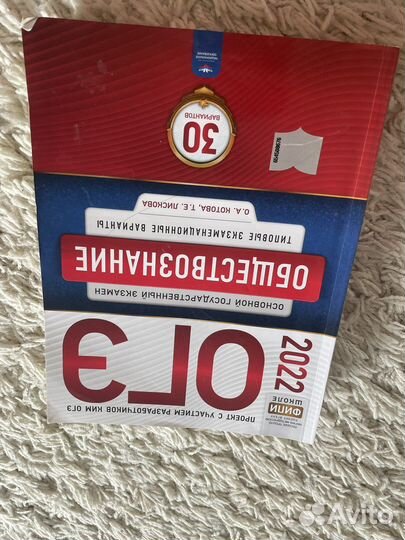 ПРОЕКТ С УЧАСТИЕМ РАЗРАБОТЧИКОВ КИМ ОГЭ
ФИПИ
ШКОЛЕ
ОГЭ
2022
ОСНОВНОЙ ГОСУДАРСТВЕННЫЙ ЭКЗАМЕН
ОБЩЕСТВОЗНАНИЕ
ТИПОВЫЕ ЭКЗАМЕНАЦИОННЫЕ ВАРИАНТЫ
О. А. КОТОВА, Т. Е. ЛИСКОВА
30
ВАРИАНТОВ
Avito